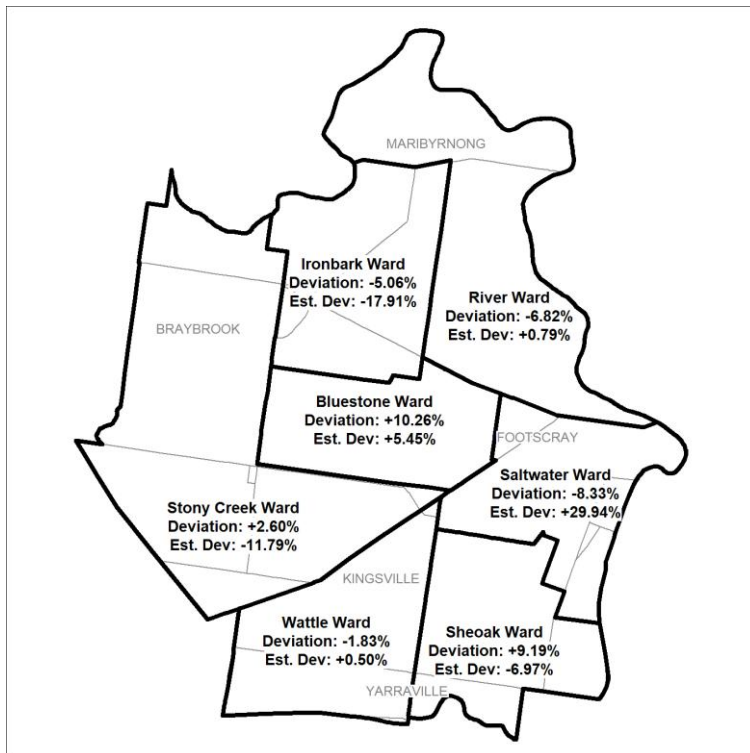 MARIBYRNONG
Ironbark Ward
Deviation: -5.06%
Est. Dev: -17.91%
River Ward
Deviation: -6.82%
Est. Dev: +0.79%
BRAYBROOK
Bluestone Ward
Deviation: +10.26%
Est. Dev: +5.45%
FOOTSCRAY
Saltwater Ward
Deviation: -8.33%
Est. Dev: +29.94%
Stony Creek Ward
Deviation: +2.60%
Est. Dev: -11.79%
KINGSVILLE
Wattle Ward
Deviation: -1.83%
Est. Dev: +0.50%
Sheoak Ward
Deviation: +9.19%
Est. Dev: -6.97%
YARRAVILLE